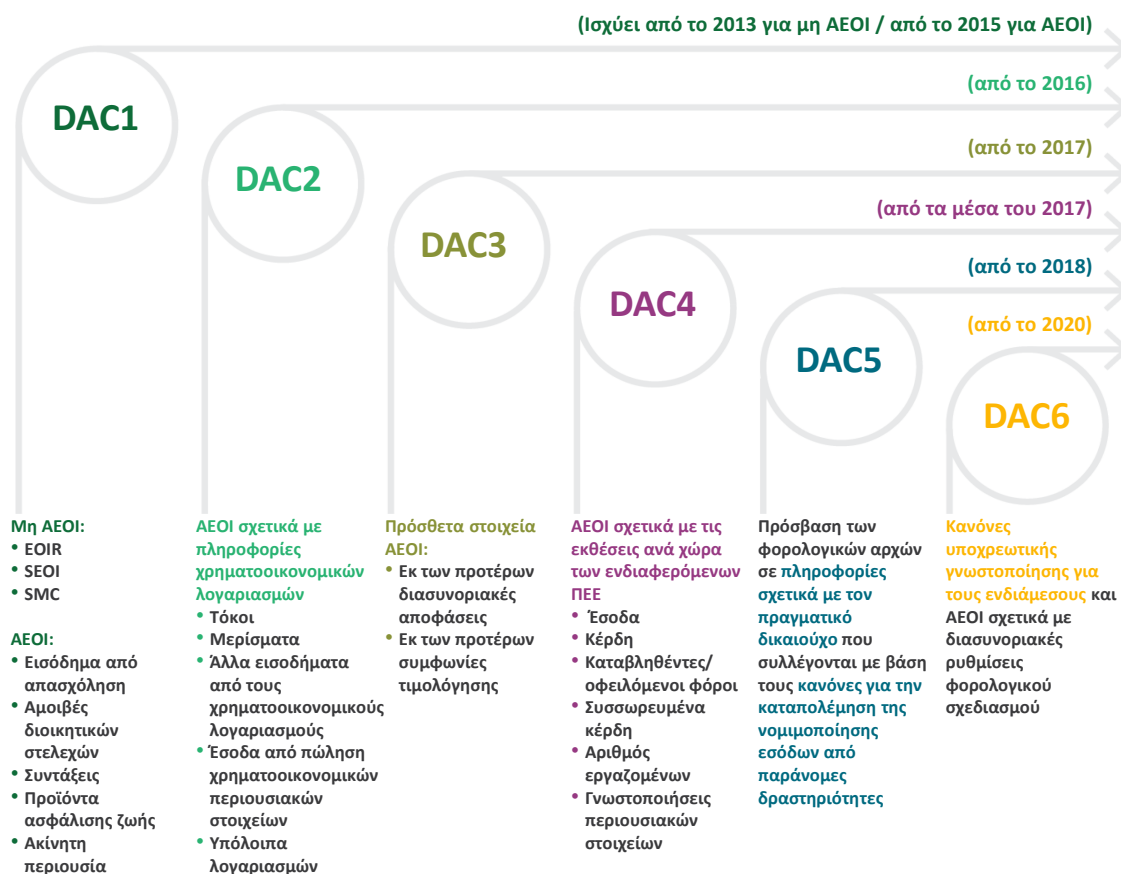 (Ισχύει από το 2013 για μη AEOI / από το 2015 για AEOI)
DAC1
(από το 2016)
DAC2
(από το 2017)
DAC3
(από τα μέσα του 2017)
DAC4
(από το 2018)
DAC5
(από το 2020)
DAC6
Μη AEOI:
• EOIR
• SEOI
• SMC
AEOI:
• Εισόδημα από
απασχόληση
• Αμοιβές
διοικητικών
στελεχών
• Συντάξεις
• Προϊόντα
ασφάλισης ζωής
• Ακίνητη
περιουσία
AEOI σχετικά με
πληροφορίες
χρηματοοικονομικών
λογαριασμών
• Τόκοι
• Μερίσματα
• Άλλα εισοδήματα
από τους
χρηματοοικονομικούς
λογαριασμούς
• Έσοδα από πώληση
χρηματοοικονομικών
περιουσιακών
στοιχείων
• Υπόλοιπα
λογαριασμών
Πρόσθετα στοιχεία
AEOI:
• Εκ των προτέρων
διασυνοριακές
αποφάσεις
• Εκ των προτέρων
συμφωνίες
τιμολόγησης
AEOI σχετικά με τις
εκθέσεις ανά χώρα
των ενδιαφερόμενων
ΠΕΕ
• Έσοδα
• Κέρδη
• Καταβληθέντες/
οφειλόμενοι φόροι
• Συσσωρευμένα
κέρδη
• Αριθμός
εργαζομένων
• Γνωστοποιήσεις
περιουσιακών
στοιχείων
Πρόσβαση των
φορολογικών αρχών
σε πληροφορίες
σχετικά με τον
πραγματικό
δικαιούχο που
συλλέγονται με βάση
τους κανόνες για την
καταπολέμηση της
νομιμοποίησης
εσόδων από
παράνομες
δραστηριότητες
Κανόνες
υποχρεωτικής
γνωστοποίησης για
τους ενδιάμεσους και
AEOI σχετικά με
διασυνοριακές
ρυθμίσεις
φορολογικού
σχεδιασμού